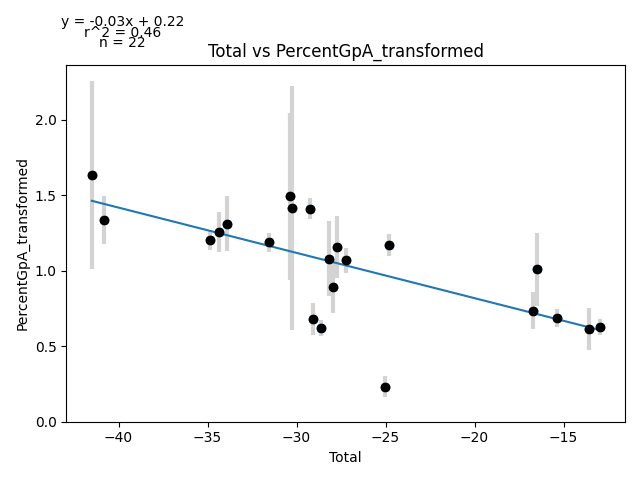 y = -0.03x + 0.22
r^2 = 0.46
n = 22
Total vs PercentGpA_transformed
PercentGpA_transformed
2.0
1.5
1.0
0.5
0.0
−40
−35
−30
−25
−20
−15
Total